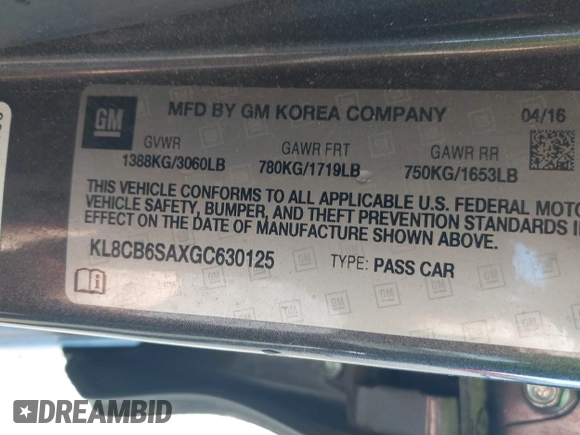 GM
MFD BY GM KOREA COMPANY
04/16
GVWR
GAWR FRT
GAWR RR
1388KG/3060LB
780KG/1719LB
750KG/1653LB
THIS VEHICLE CONFORMS TO ALL APPLICABLE U.S. FEDERAL MOTO
VEHICLE SAFETY, BUMPER, AND THEFT PREVENTION STANDARDS I
EFFECT ON THE DATE OF MANUFACTURE SHOWN ABOVE.
KL8CB6SAXGC630125
TYPE: PASS CAR
DREAMBID